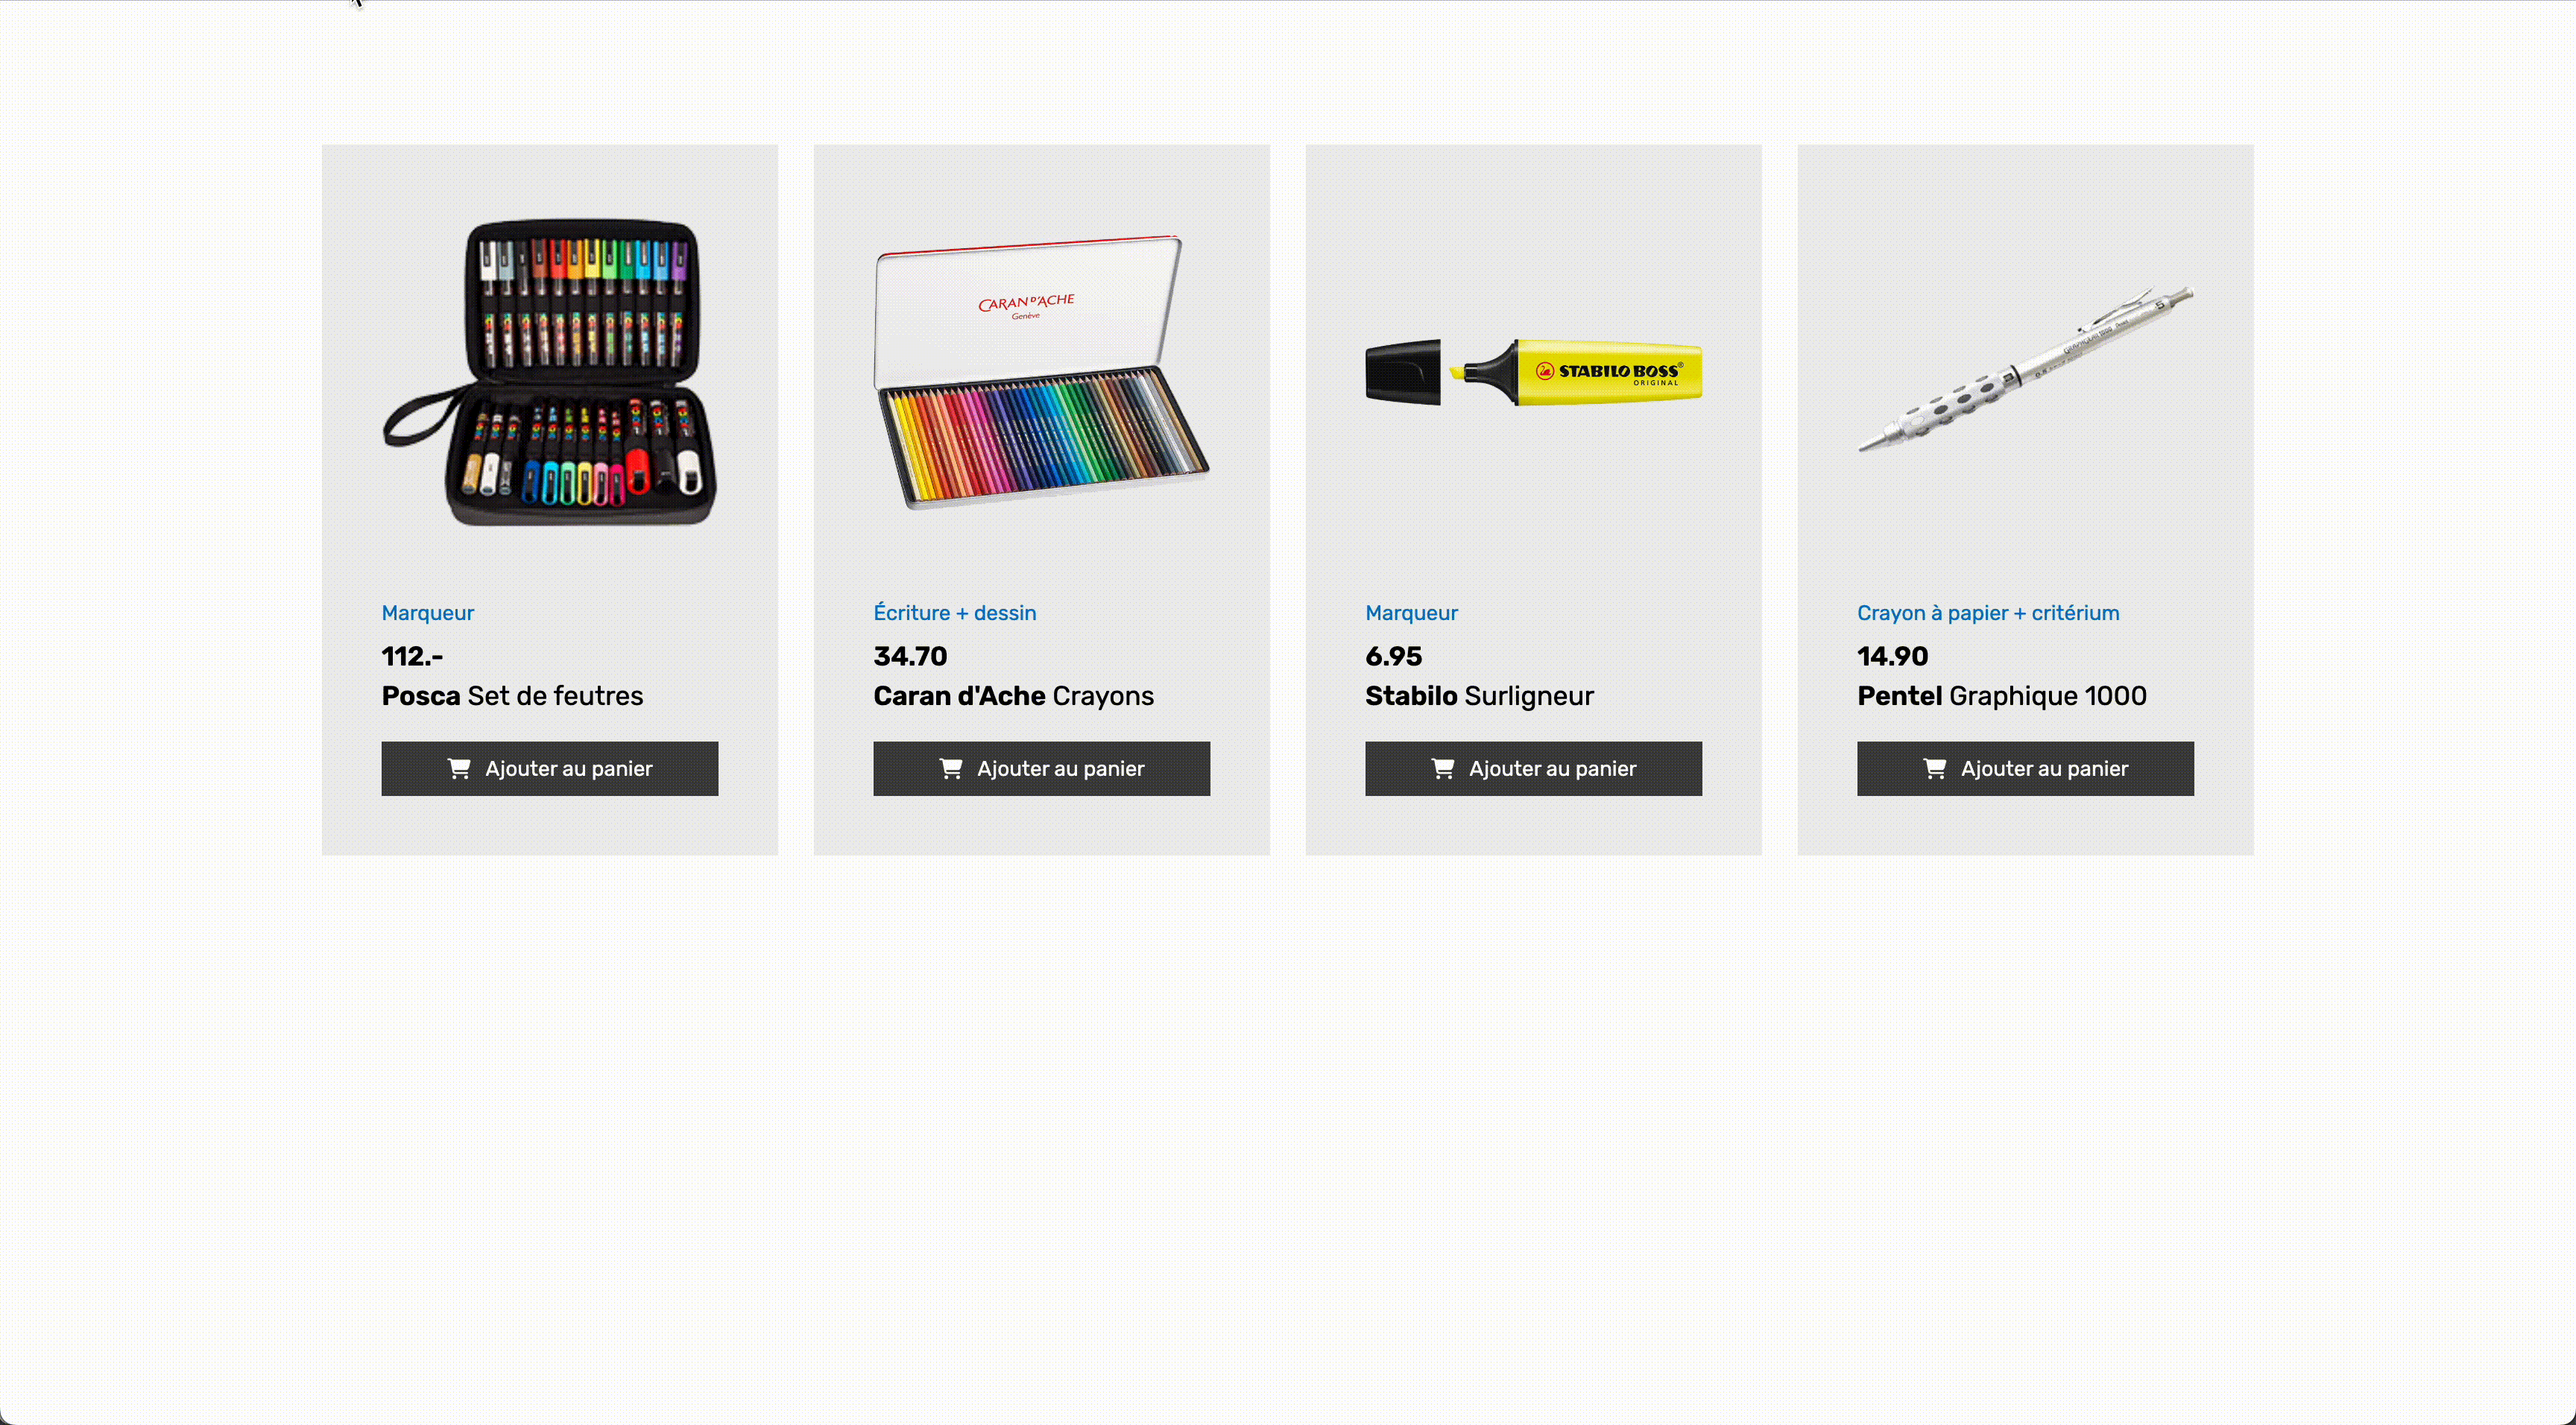 CARAN D'ACHE
Genève
STABILO BOSS®
ORIGINAL
Marqueur
112.-
Posca Set de feutres
Ajouter au panier
Écriture + dessin
34.70
Caran d'Ache Crayons
Ajouter au panier
Marqueur
6.95
Stabilo Surligneur
Ajouter au panier
Crayon à papier + critérium
14.90
Pentel Graphique 1000
Ajouter au panier